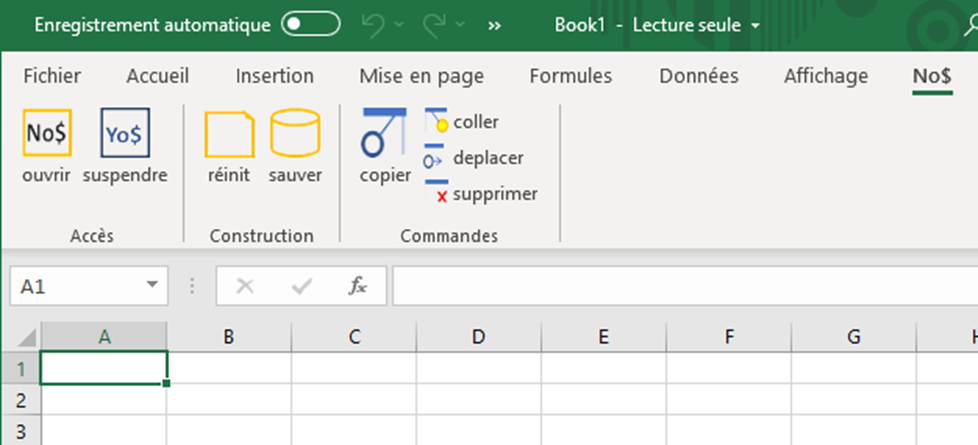 Enregistrement automatique » Book1 - Lecture seule
Fichier Accueil Insertion Mise en page Formules Données Affichage No$
No$ Yo$ coller
deplacer
ouvrir suspendre réinit sauver copier
supprimer
Accès Construction Commandes
A1 fx
A B C D E F G
1
2
3